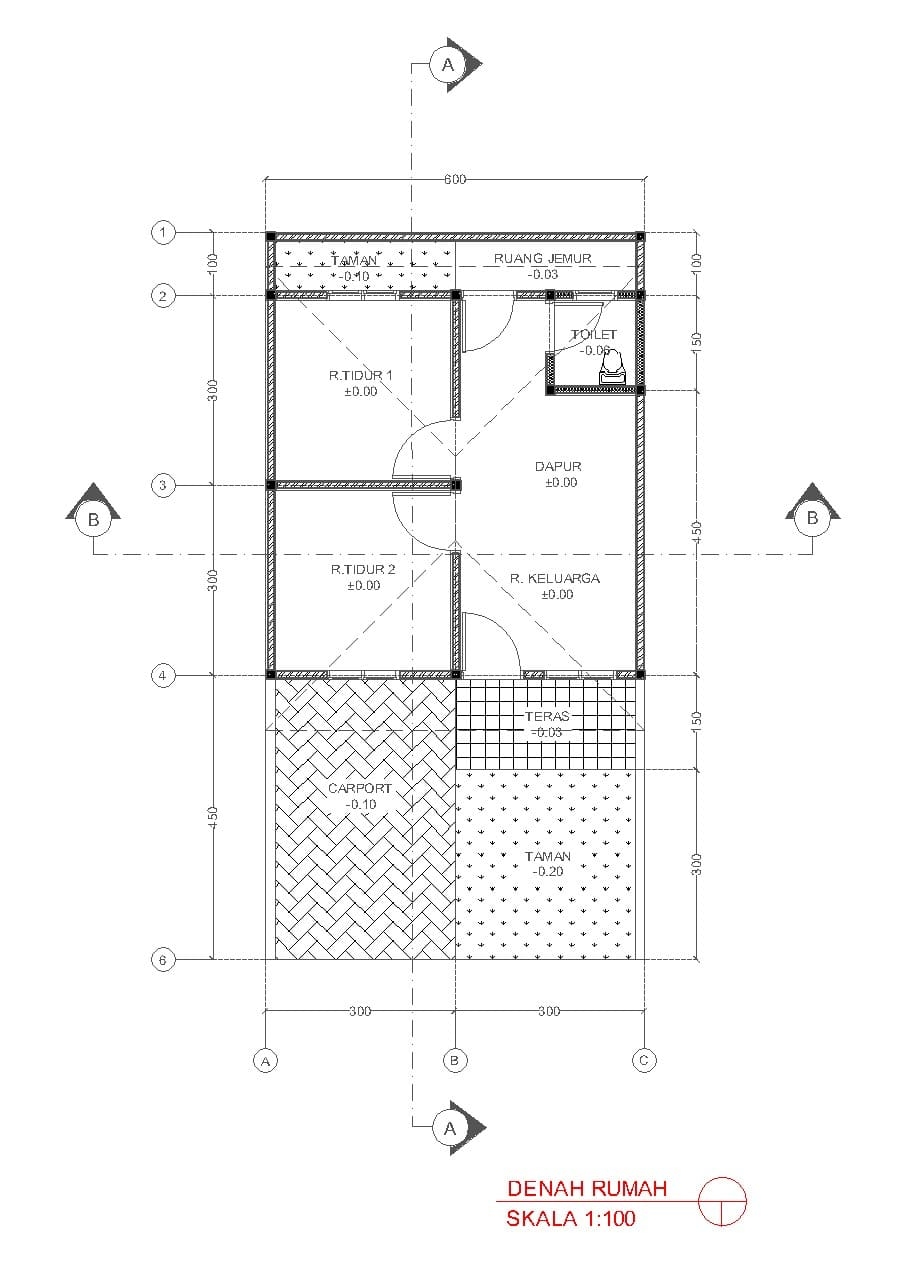 A
600
1
100
100
TAMAN
-0.10
RUANG JEMUR
-0.03
2
TOILET
-0.06
150
R.TIDUR 1
±0.00
300
DAPUR
±0.00
3
B
B
450
R.TIDUR 2
±0.00
300
R. KELUARGA
±0.00
4
TERAS
-0.03
150
CARPORT
-0.10
450
TAMAN
-0.20
300
6
300
300
A
B
C
A
DENAH RUMAH
SKALA 1:100